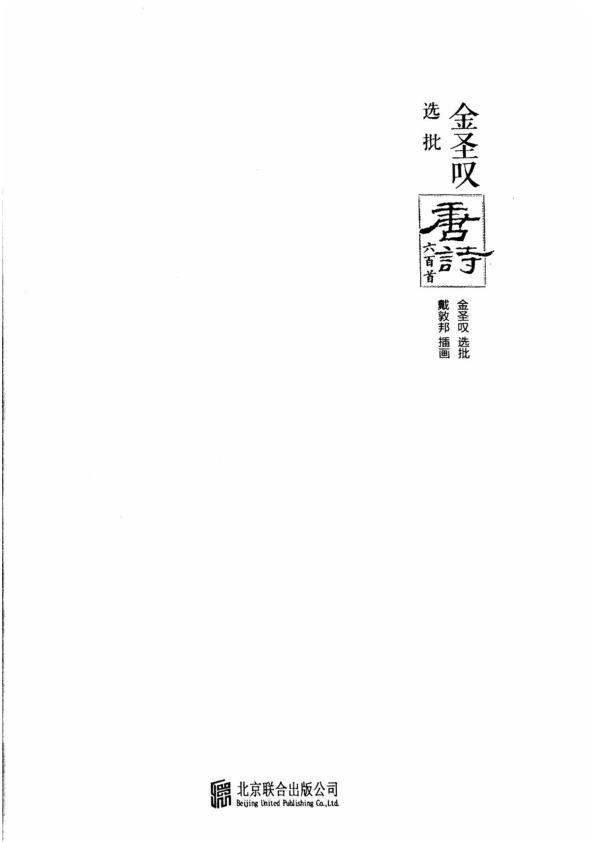 金圣叹
选批
唐詩
六百首
金圣叹 选批
戴敦邦 插画
北京联合出版公司
Beijing United Publishing Co.,Ltd.